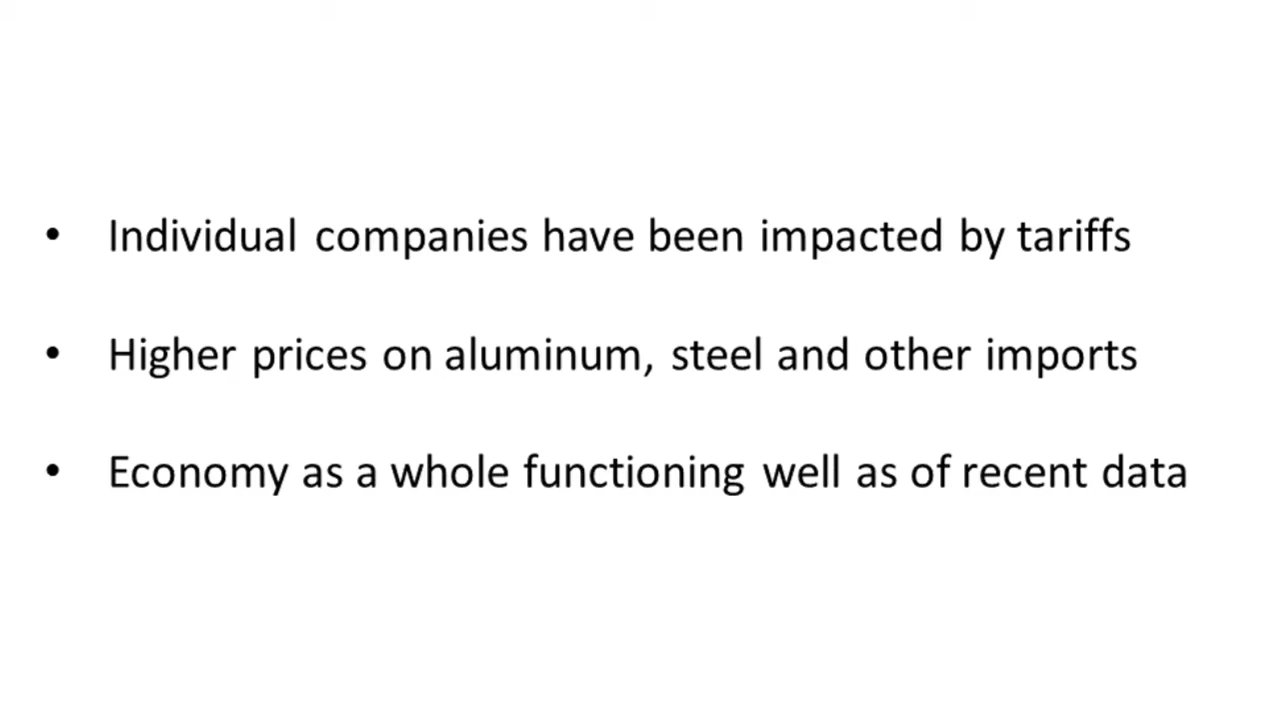 • Individual companies have been impacted by tariffs
• Higher prices on aluminum, steel and other imports
• Economy as a whole functioning well as of recent data